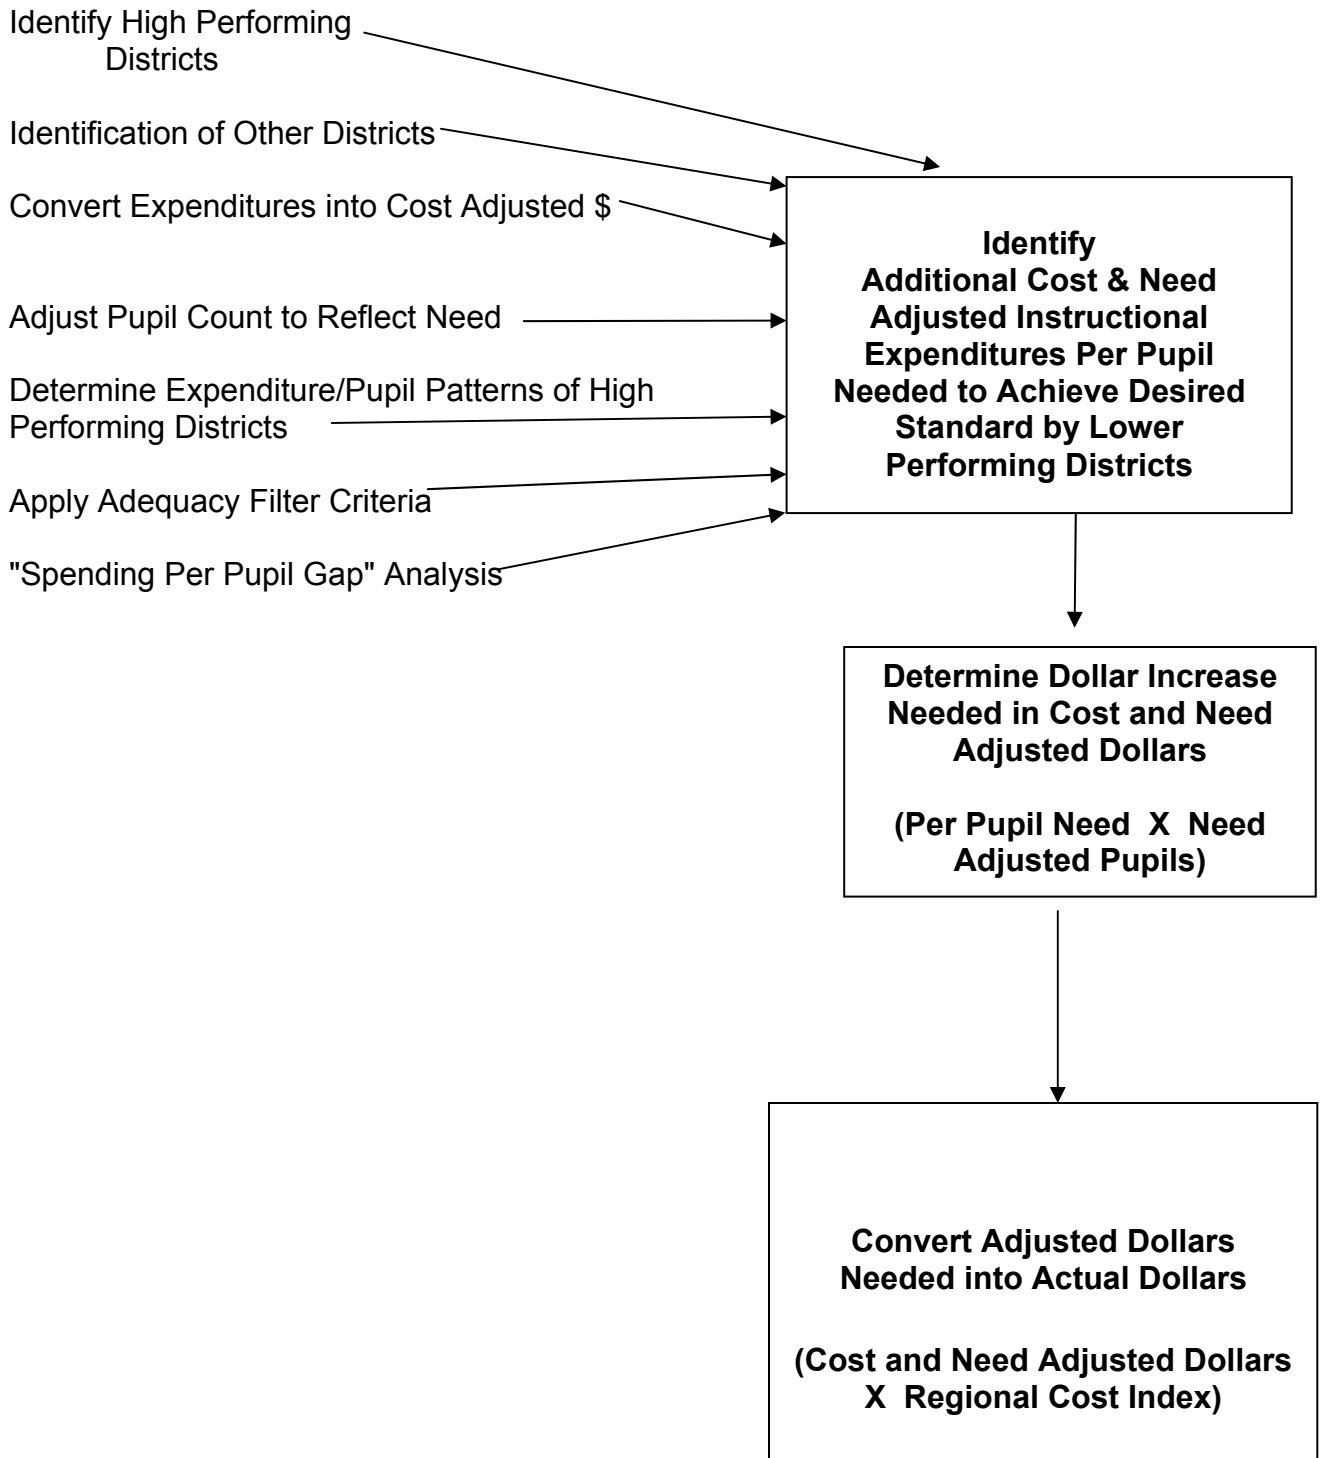 Identify High Performing
Districts
Identification of Other Districts
Convert Expenditures into Cost Adjusted $
Adjust Pupil Count to Reflect Need
Determine Expenditure/Pupil Patterns of High
Performing Districts
Apply Adequacy Filter Criteria
"Spending Per Pupil Gap" Analysis
Identify
Additional Cost & Need
Adjusted Instructional
Expenditures Per Pupil
Needed to Achieve Desired
Standard by Lower
Performing Districts
Determine Dollar Increase
Needed in Cost and Need
Adjusted Dollars
(Per Pupil Need X Need
Adjusted Pupils)
Convert Adjusted Dollars
Needed into Actual Dollars
(Cost and Need Adjusted Dollars
X Regional Cost Index)